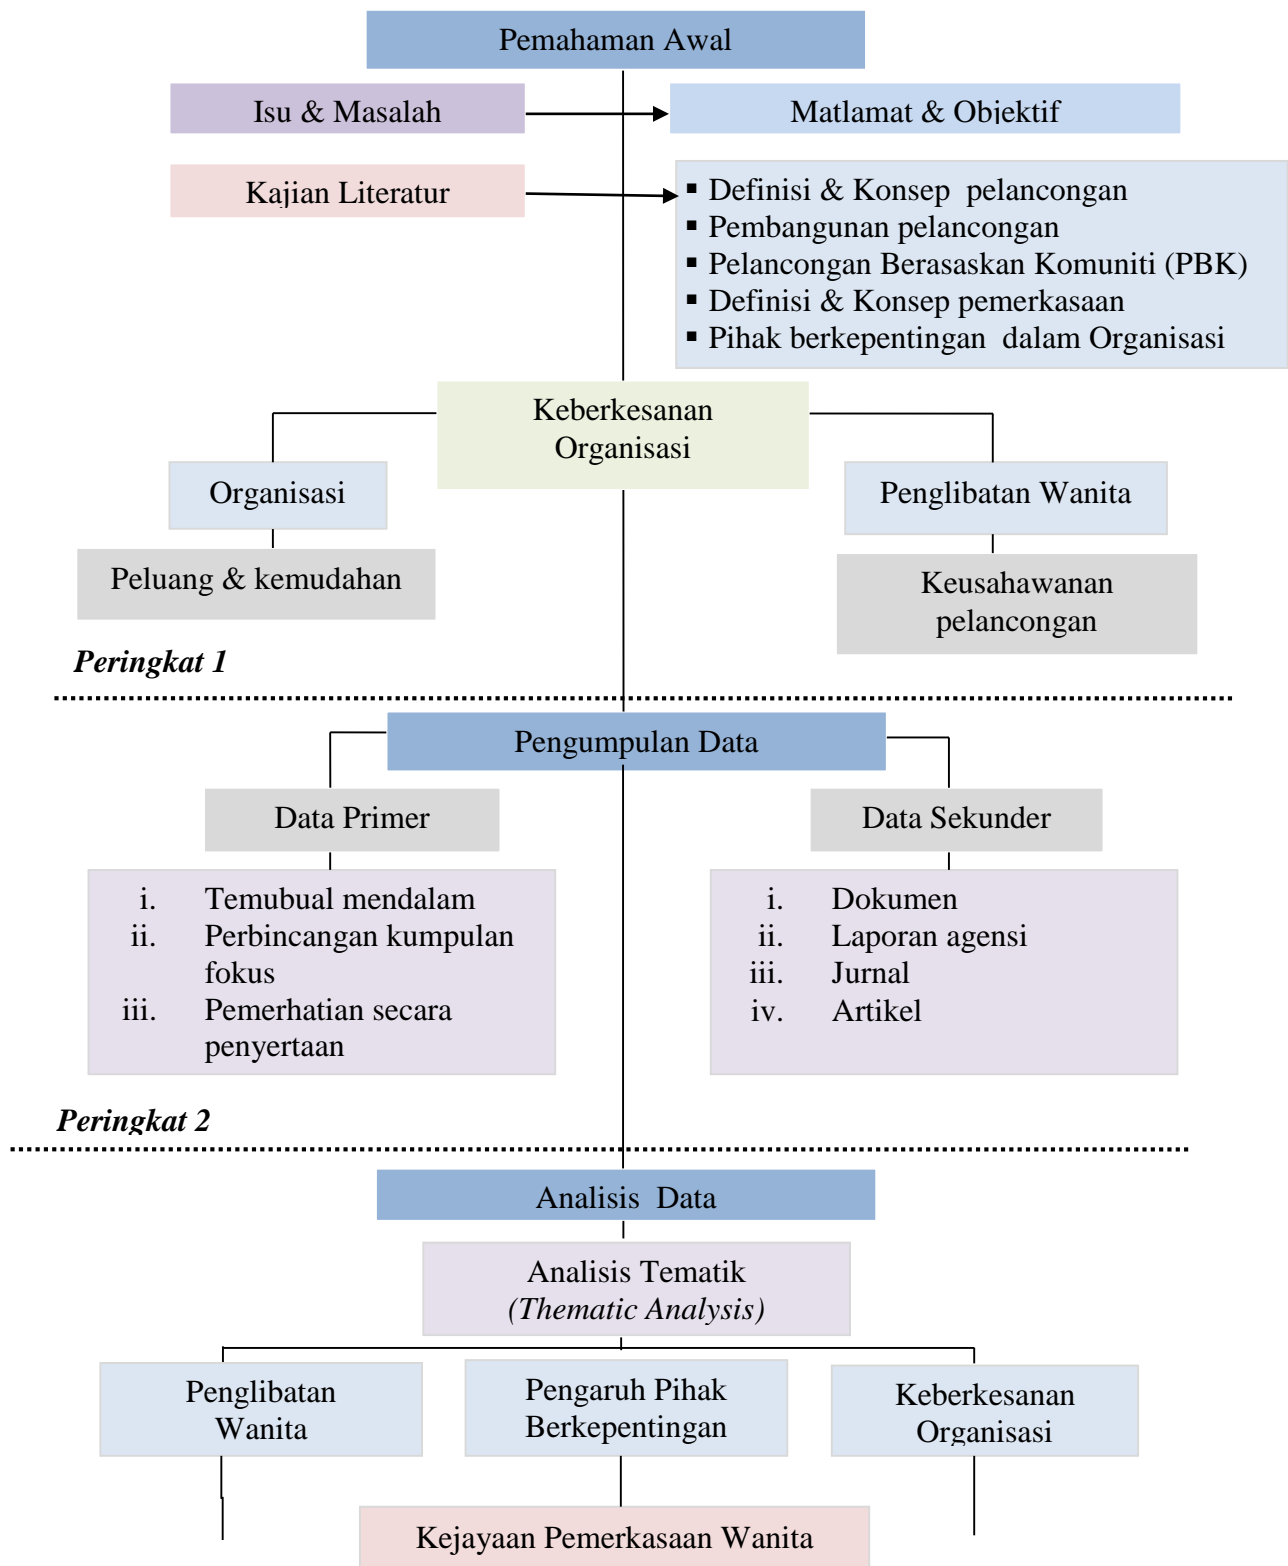 Pemahaman Awal
Isu & Masalah
Matlamat & Objektif
Kajian Literatur
▪ Definisi & Konsep pelancongan
▪ Pembangunan pelancongan
▪ Pelancongan Berasaskan Komuniti (PBK)
▪ Definisi & Konsep pemerkasaan
▪ Pihak berkepentingan dalam Organisasi
Keberkesanan
Organisasi
Organisasi
Penglibatan Wanita
Peluang & kemudahan
Keusahawanan
pelancongan
Peringkat 1
Pengumpulan Data
Data Primer
Data Sekunder
i. Temubual mendalam
ii. Perbincangan kumpulan
fokus
iii. Pemerhatian secara
penyertaan
i. Dokumen
ii. Laporan agensi
iii. Jurnal
iv. Artikel
Peringkat 2
Analisis Data
Analisis Tematik
(Thematic Analysis)
Penglibatan
Wanita
Pengaruh Pihak
Berkepentingan
Keberkesanan
Organisasi
Kejayaan Pemerkasaan Wanita